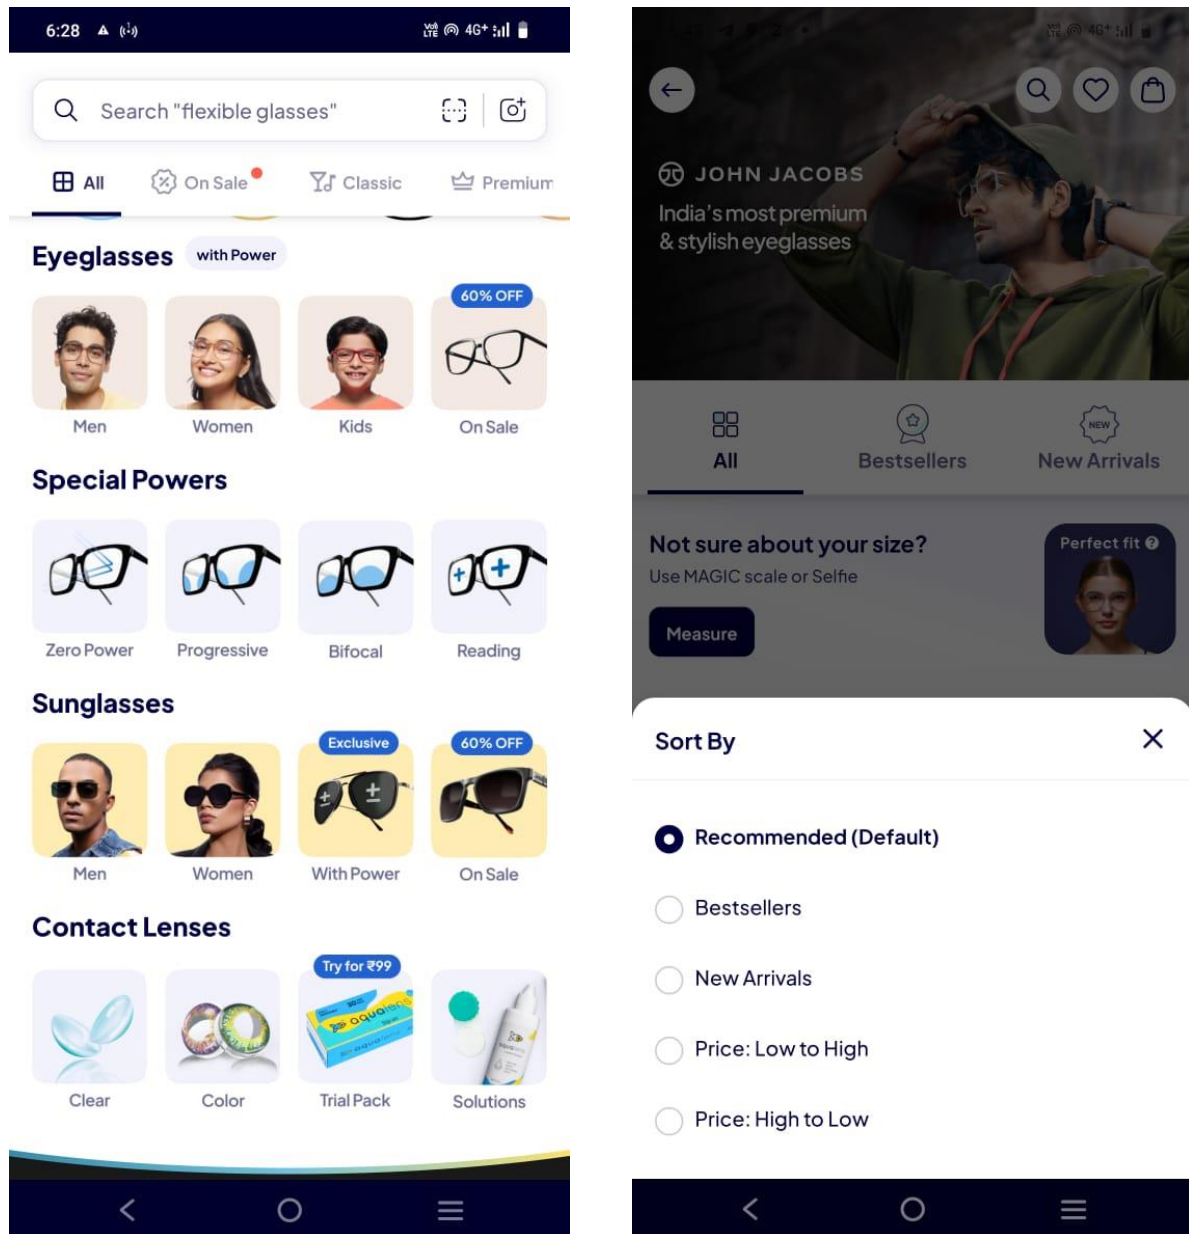 6:28
VoD LTE 4G+
Search "flexible glasses"
All
On Sale
Classic
Premium
Eyeglasses
with Power
60% OFF
Men
Women
Kids
On Sale
Special Powers
Zero Power
Progressive
Bifocal
Reading
Sunglasses
Exclusive
60% OFF
Men
Women
With Power
On Sale
Contact Lenses
Try for ₹99
aqualens
Clear
Color
Trial Pack
Solutions
4G+
JOHN JACOBS
India's most premium
& stylish eyeglasses
NEW
All
Bestsellers
New Arrivals
Not sure about your size?
Perfect fit
Use MAGIC scale or Selfie
Measure
Sort By
Recommended (Default)
Bestsellers
New Arrivals
Price: Low to High
Price: High to Low